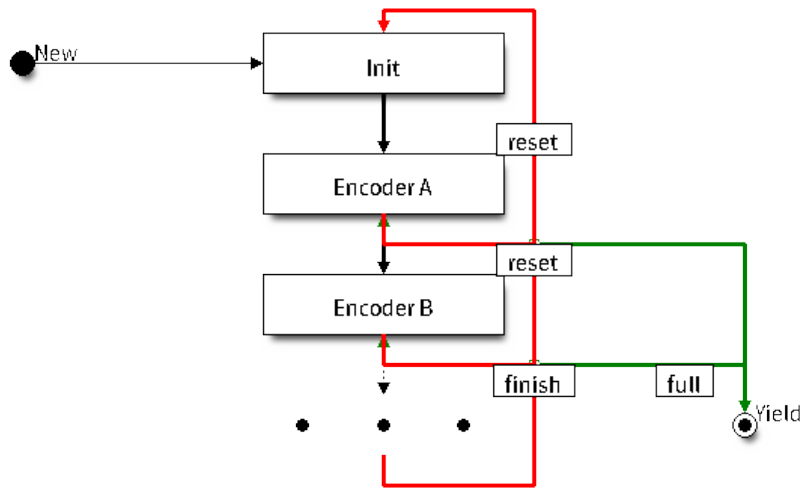 New
Init
reset
Encoder A
reset
Encoder B
finish
full
Yield